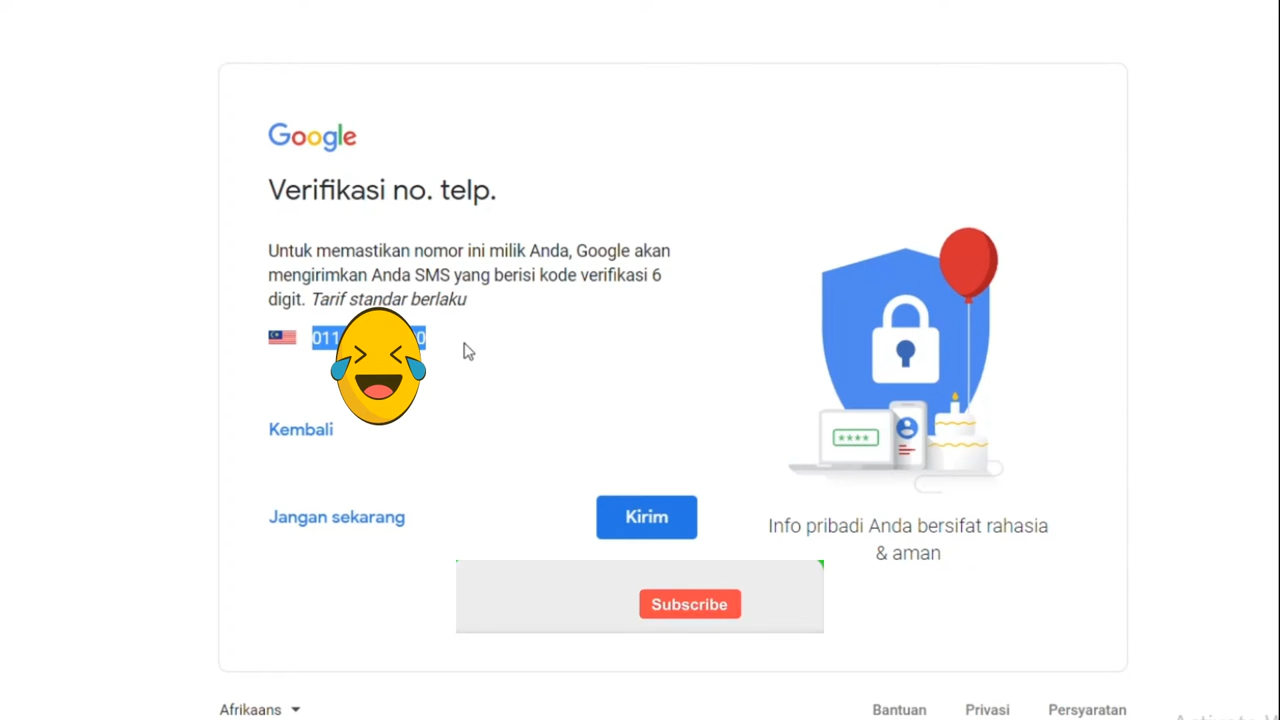 Google
Verifikasi no. telp.
Untuk memastikan nomor ini milik Anda, Google akan
mengirimkan Anda SMS yang berisi kode verifikasi 6
digit. Tarif standar berlaku
011 0
Kembali
Jangan sekarang
Kirim
****
Info pribadi Anda bersifat rahasia
& aman
Subscribe
Afrikaans
Bantuan Privasi Persyaratan